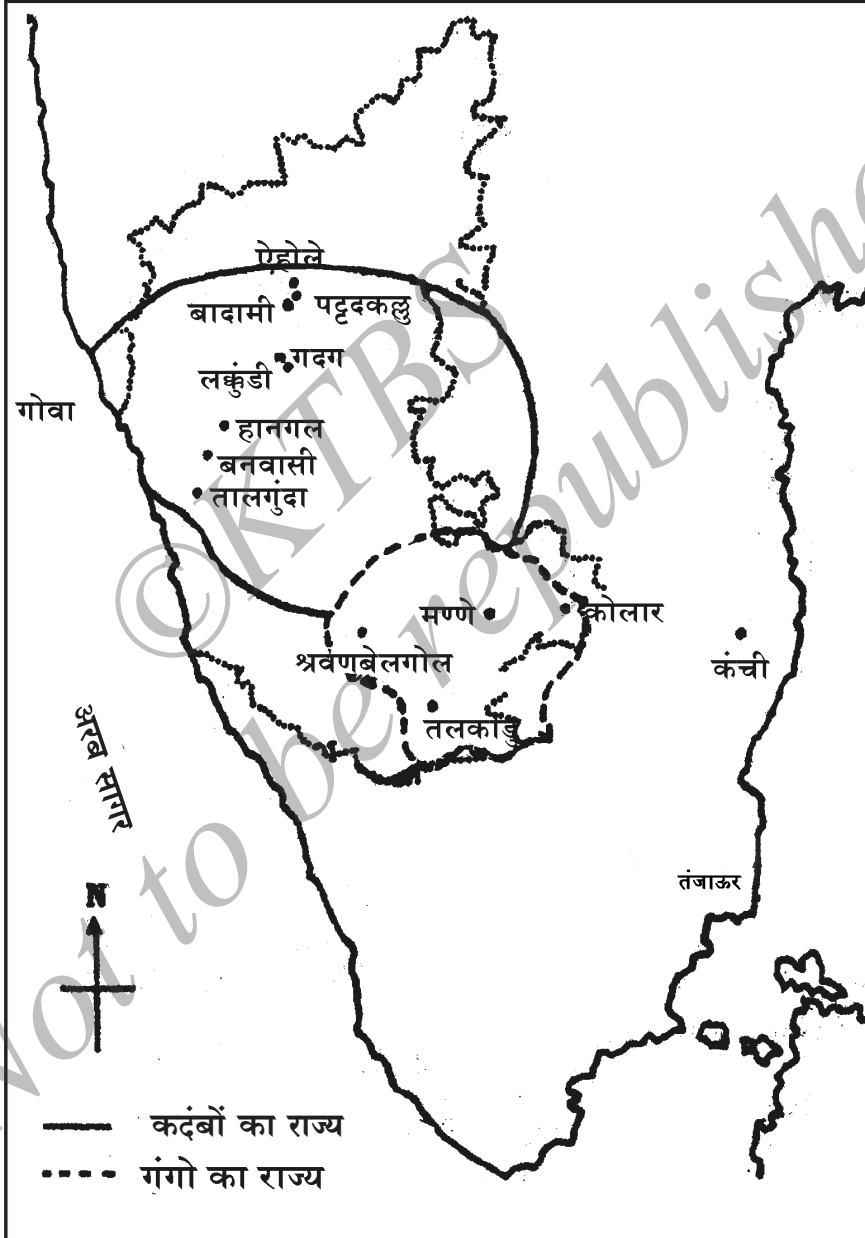 ऐहोले
बादामी
पट्टदकल्लु
गदग
लक्कुंडी
गोवा
हानगल
बनवासी
तालगुंदा
मण्णे
कोलार
श्रवणबेलगोल
कंची
तलकाडु
अरब सागर
तंजाऊर
N
कदंबों का राज्य
गंगो का राज्य
©KTBS
Not to be republishe